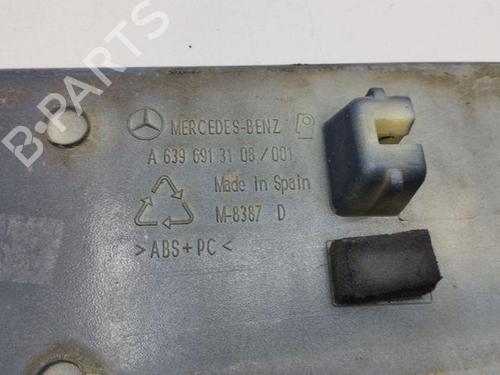 B-PARTS
MERCEDES-BENZ
A 639 691 31 08 / 001
Made in Spain
M-8387 D
>ABS+PC<